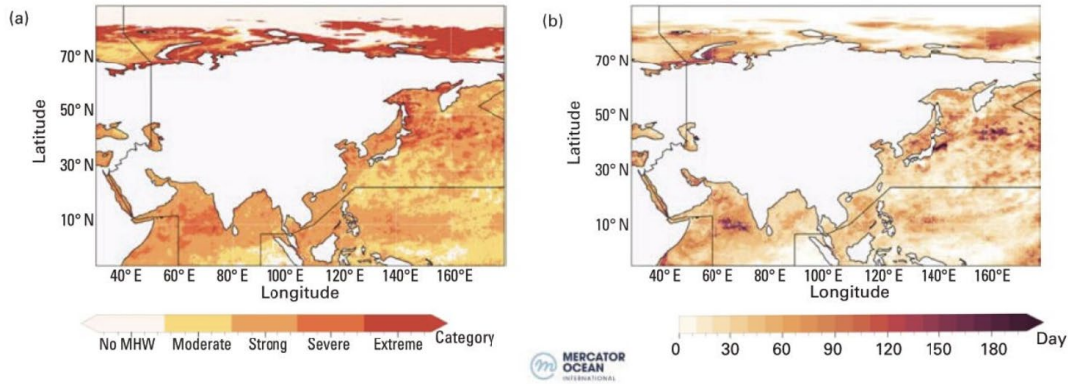 (a)
70° N
50° N
30° N
10° N
Latitude
40° E 60° E 80° E 100° E 120° E 140° E 160° E
Longitude
No MHW Moderate Strong Severe Extreme Category
(b)
70° N
50° N
30° N
10° N
Latitude
40° E 60° E 80° E 100° E 120° E 140° E 160° E
Longitude
0 30 60 90 120 150 180 Day
MERCATOR
OCEAN
INTERNATIONAL